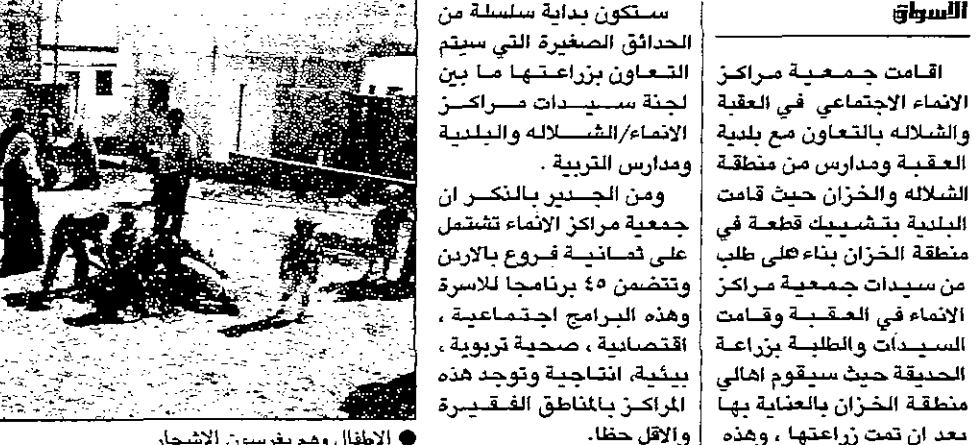 الأسواق
اقامت جمعية مراكز
الانماء الاجتماعي في العقبة
والشلاله بالتعاون مع بلدية
العقبة ومدارس من منطقة
الشلاله والخزان حيث قامت
البلدية بتشييك قطعة في
منطقة الخزان بناء على طلب
من سيدات جمعية مراكز
الانماء في العقبة وقامت
السيدات والطلبة بزراعة
الحديقة حيث سيقوم اهالي
منطقة الخزان بالعناية بها
بعد ان تمت زراعتها ، وهذه
ستكون بداية سلسلة من
الحدائق الصغيرة التي سيتم
التعاون بزراعتها ما بين
لجنة سيدات مراكز
الانماء/الشلاله والبلدية
ومدارس التربية .
ومن الجدير بالذكر ان
جمعية مراكز الانماء تشتمل
على ثمانية فروع بالاردن
وتتضمن ٤٥ برنامجا للاسرة
وهذه البرامج اجتماعية ،
اقتصادية ، صحية تربوية ،
بيئية، انتاجية وتوجد هذه
المراكز بالمناطق الفقيرة
والاقل حظا.
● الاطفال وهم يغرسون الاشجار